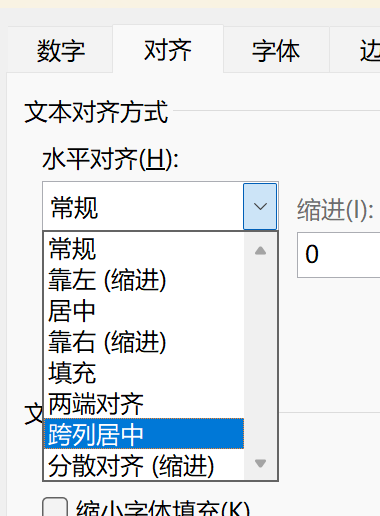 数字 对齐 字体 边
文本对齐方式
水平对齐(H):
常规 缩进(I):
0
常规
靠左 (缩进)
居中
靠右 (缩进)
填充
两端对齐
跨列居中
分散对齐 (缩进)
文
缩小字体填充(K)